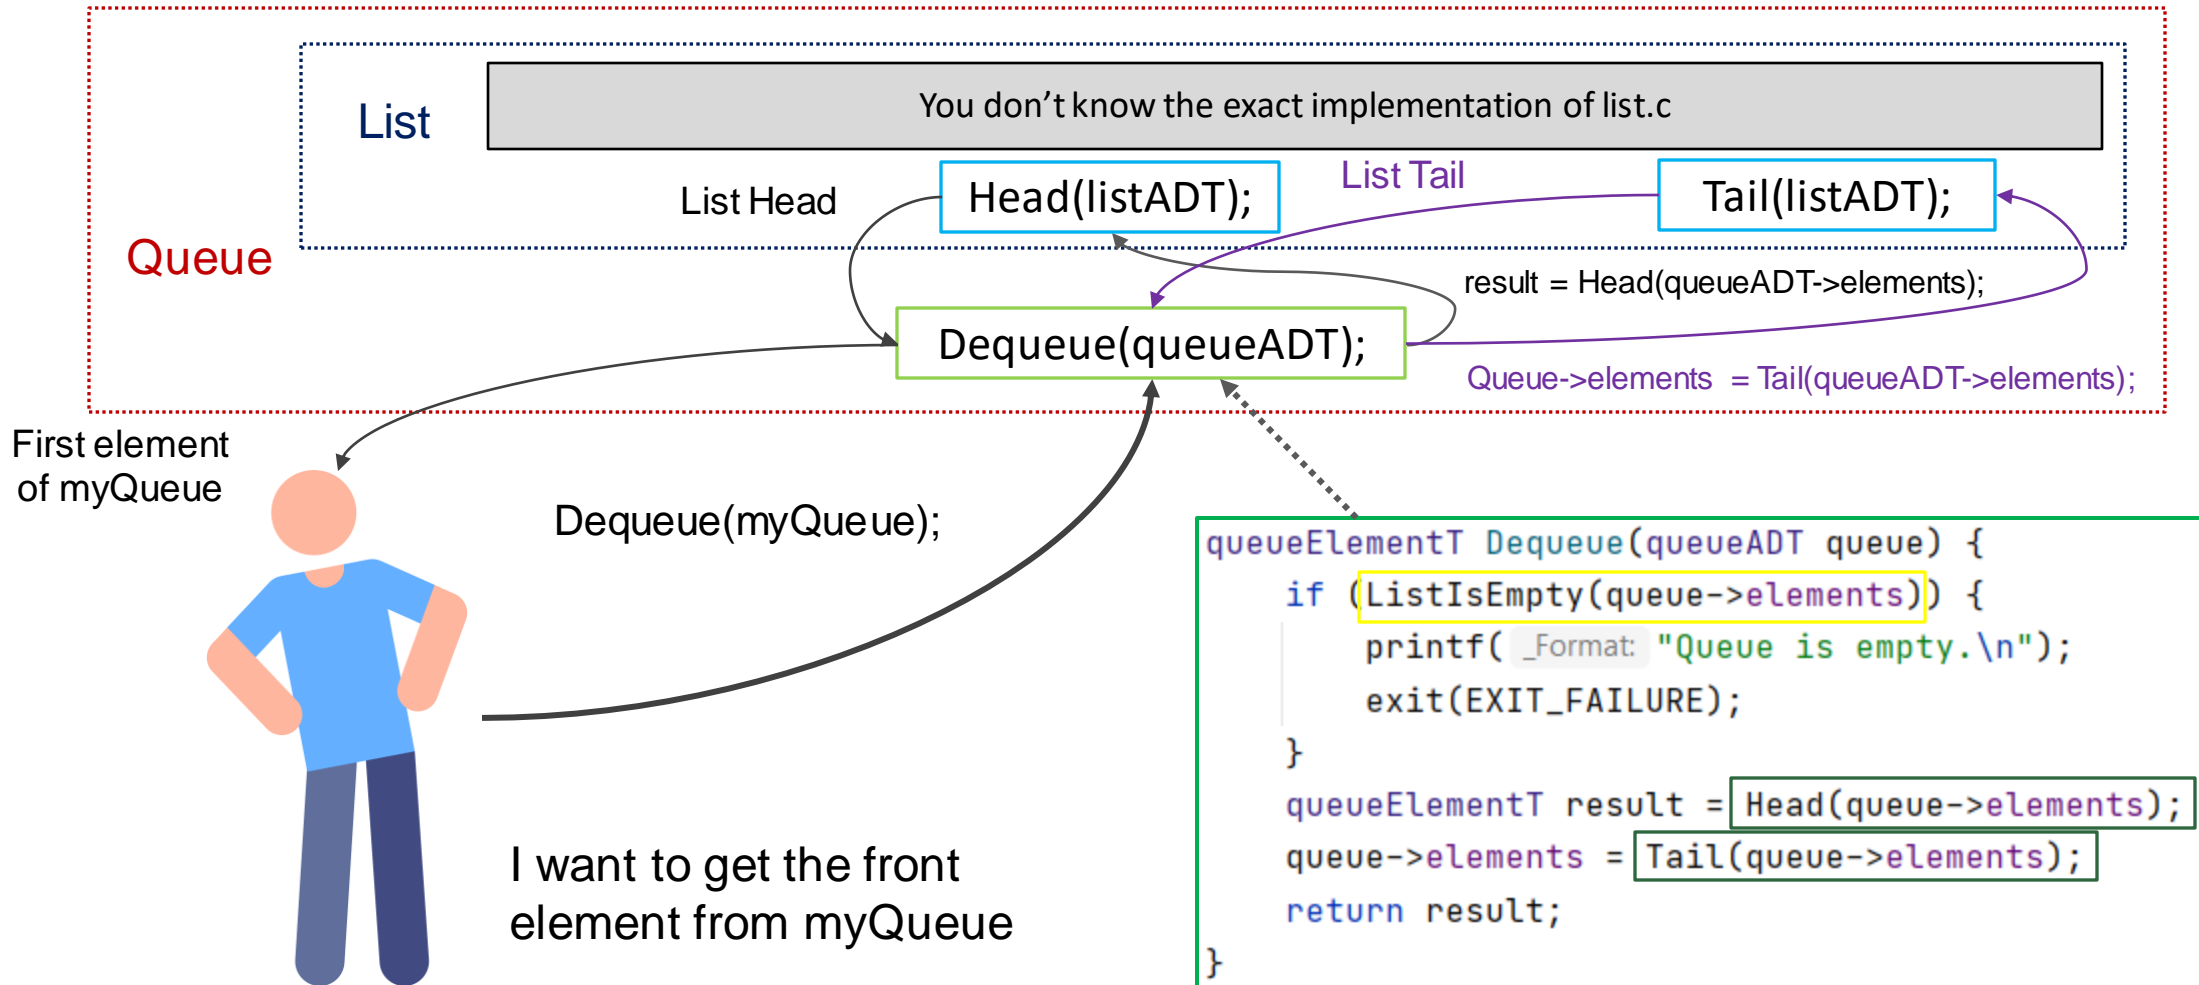 You don't know the exact implementation of list.c
List
List Head
Head(listADT);
List Tail
Tail(listADT);
Queue
result = Head(queueADT->elements);
Dequeue(queueADT);
Queue->elements = Tail(queueADT->elements);
First element
of myQueue
Dequeue(myQueue);
I want to get the front
element from myQueue
queueElementT Dequeue(queueADT queue) {
if (ListIsEmpty(queue->elements)) {
printf( _Format: "Queue is empty.\n");
exit(EXIT_FAILURE);
}
queueElementT result = Head(queue->elements);
queue->elements = Tail(queue->elements);
return result;
}